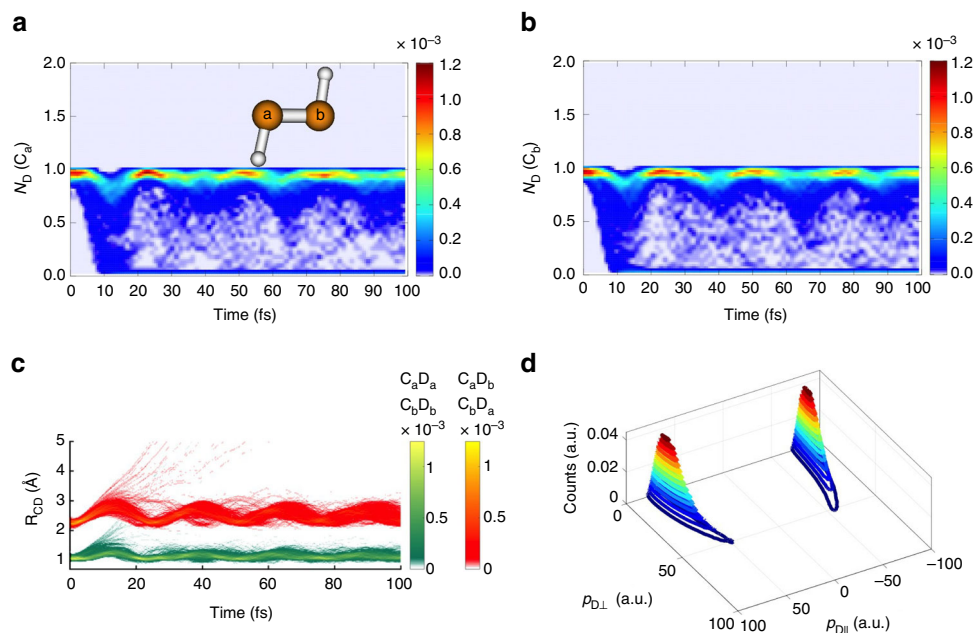 a
× 10⁻³
2.0
1.5
1.0
0.5
0.0
N_D (C_a)
a
b
0 10 20 30 40 50 60 70 80 90 100
Time (fs)
1.2
1.0
0.8
0.6
0.4
0.2
0.0
b
× 10⁻³
2.0
1.5
1.0
0.5
0.0
N_D (C_b)
0 10 20 30 40 50 60 70 80 90 100
Time (fs)
1.2
1.0
0.8
0.6
0.4
0.2
0.0
c
C_aD_a C_aD_b
C_bD_b C_bD_a
× 10⁻³ × 10⁻³
5
4
3
2
1
R_CD (Å)
0 20 40 60 80 100
Time (fs)
1 1
0.5 0.5
0 0
d
Counts (a.u.)
0.04
0.02
0
0
50
100
p_D⊥ (a.u.)
100
50
0
−50
−100
p_D|| (a.u.)